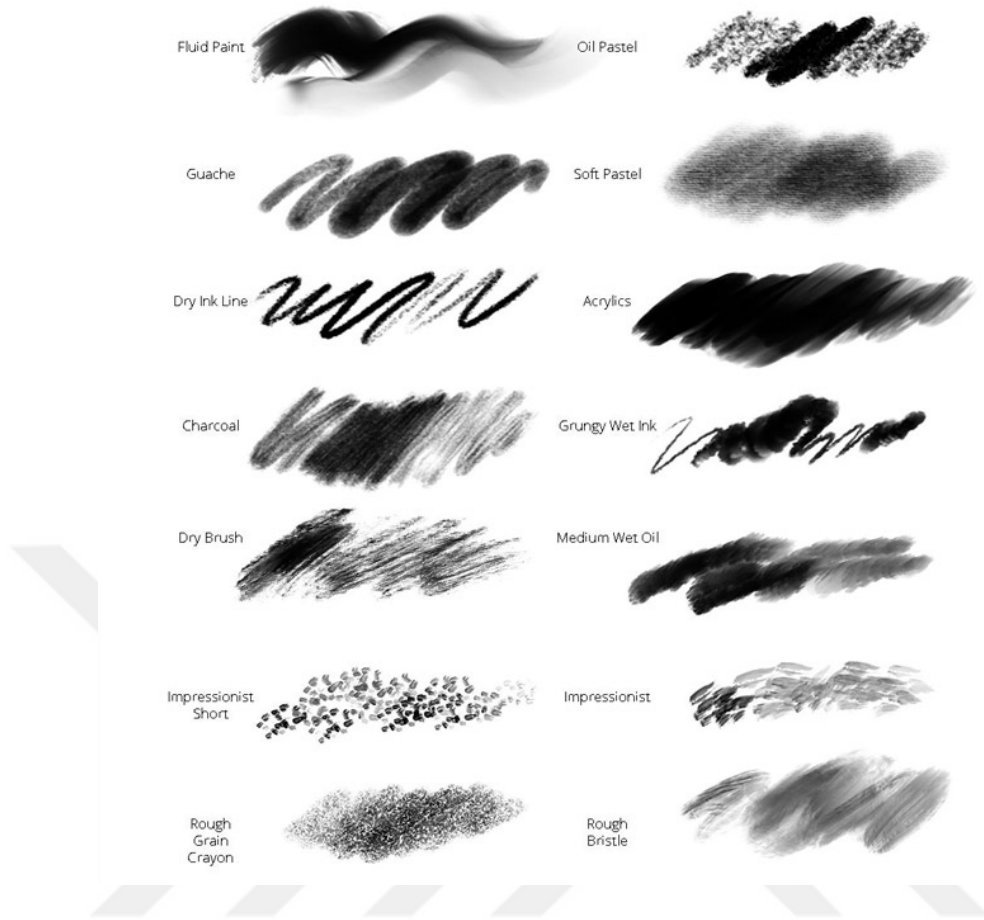 Fluid Paint
Oil Pastel
Guache
Soft Pastel
Dry Ink Line
Acrylics
Charcoal
Grungy Wet Ink
Dry Brush
Medium Wet Oil
Impressionist
Short
Impressionist
Rough
Grain
Crayon
Rough
Bristle